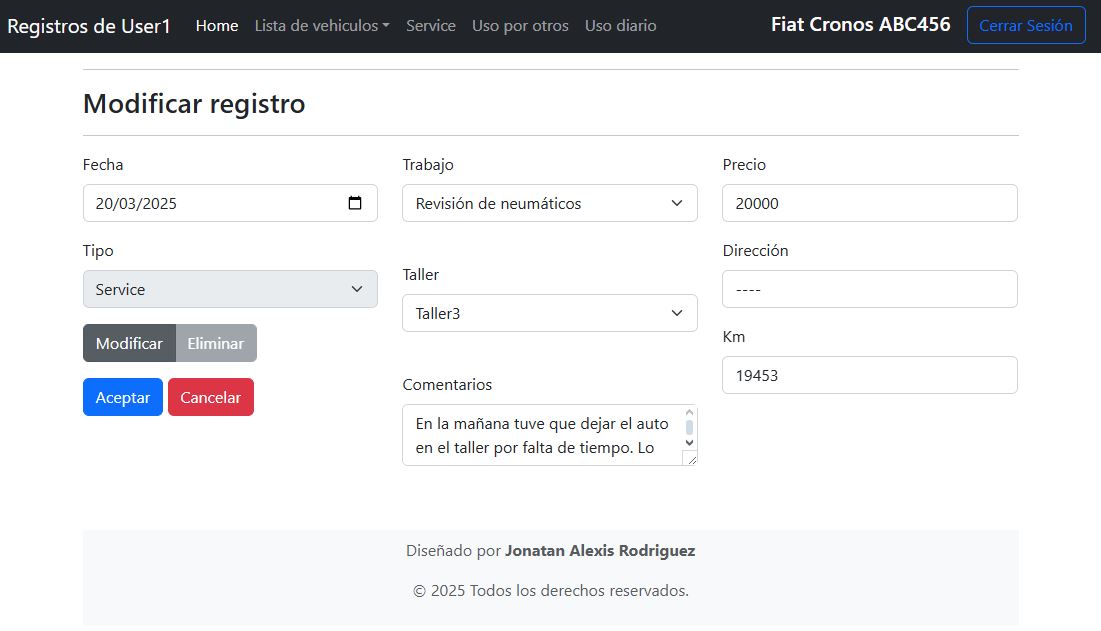 Registros de User1 Home Lista de vehiculos Service Uso por otros Uso diario Fiat Cronos ABC456 Cerrar Sesión
Modificar registro
Fecha
20/03/2025
Tipo
Service
Modificar Eliminar
Aceptar Cancelar
Trabajo
Revisión de neumáticos
Taller
Taller3
Comentarios
En la mañana tuve que dejar el auto
en el taller por falta de tiempo. Lo
Precio
20000
Dirección
----
Km
19453
Diseñado por Jonatan Alexis Rodriguez
© 2025 Todos los derechos reservados.